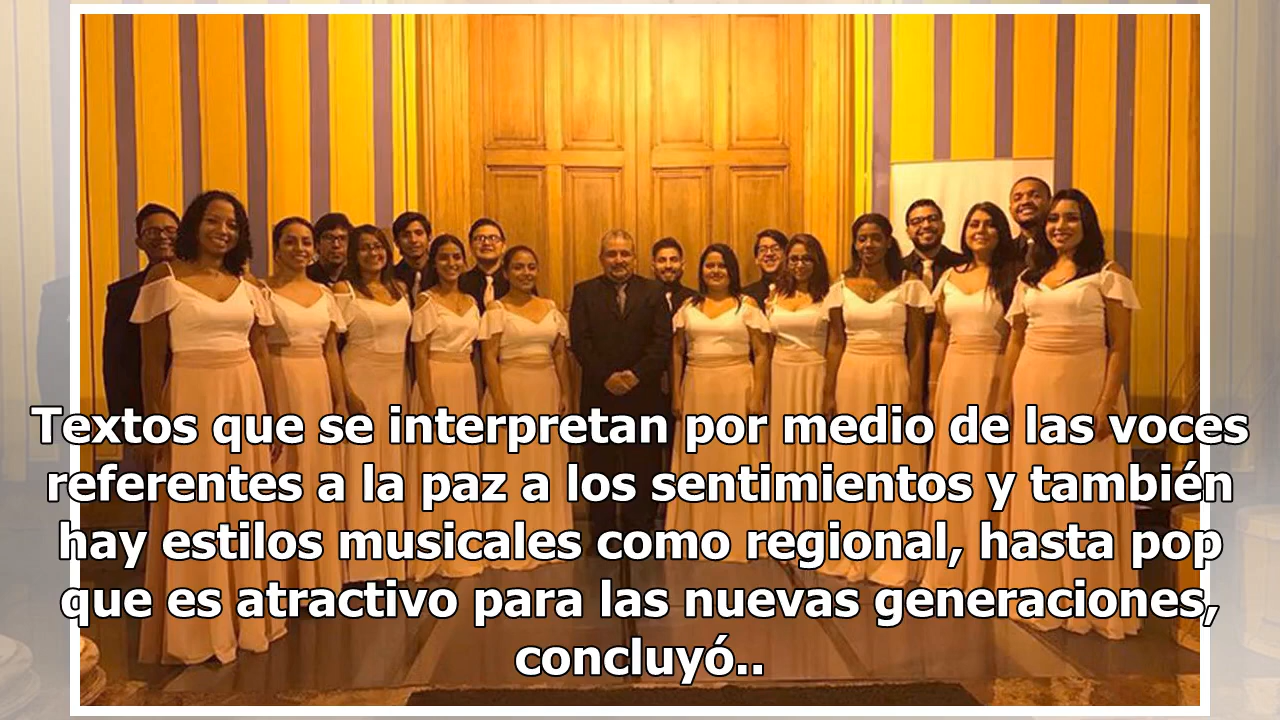 Textos que se interpretan por medio de las voces
referentes a la paz a los sentimientos y también
hay estilos musicales como regional, hasta pop
que es atractivo para las nuevas generaciones,
concluyó..